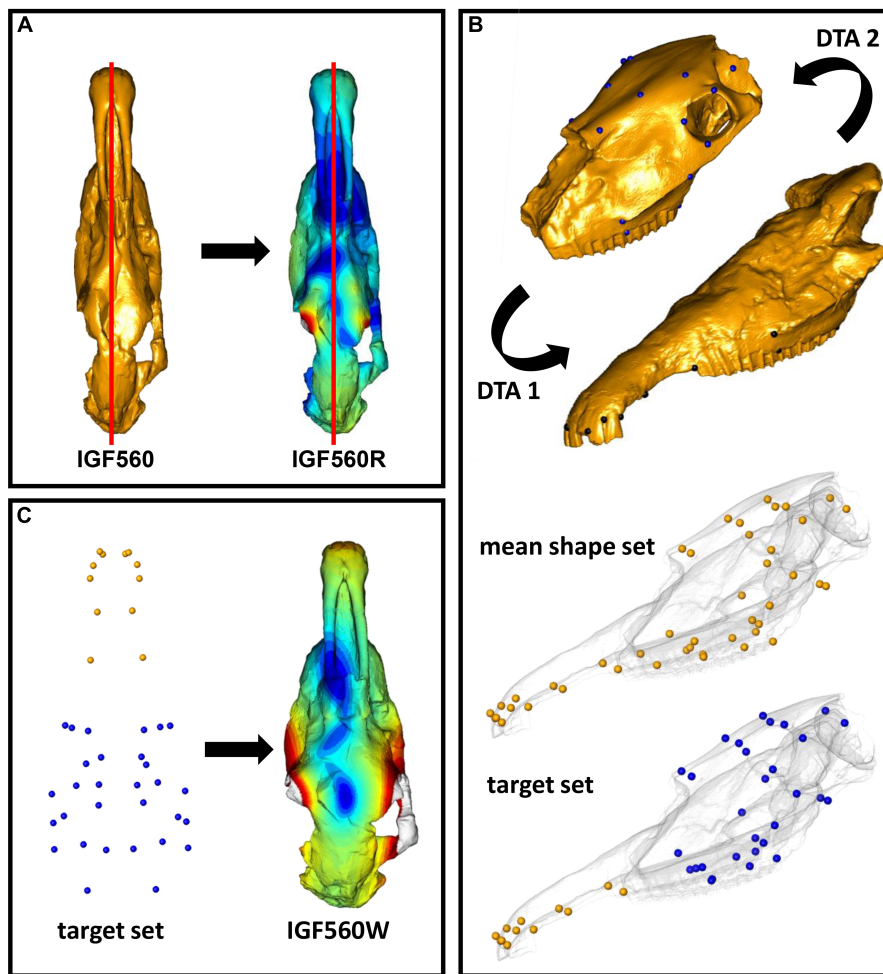 A
IGF560
IGF560R
B
DTA 2
DTA 1
mean shape set
target set
C
target set
IGF560W